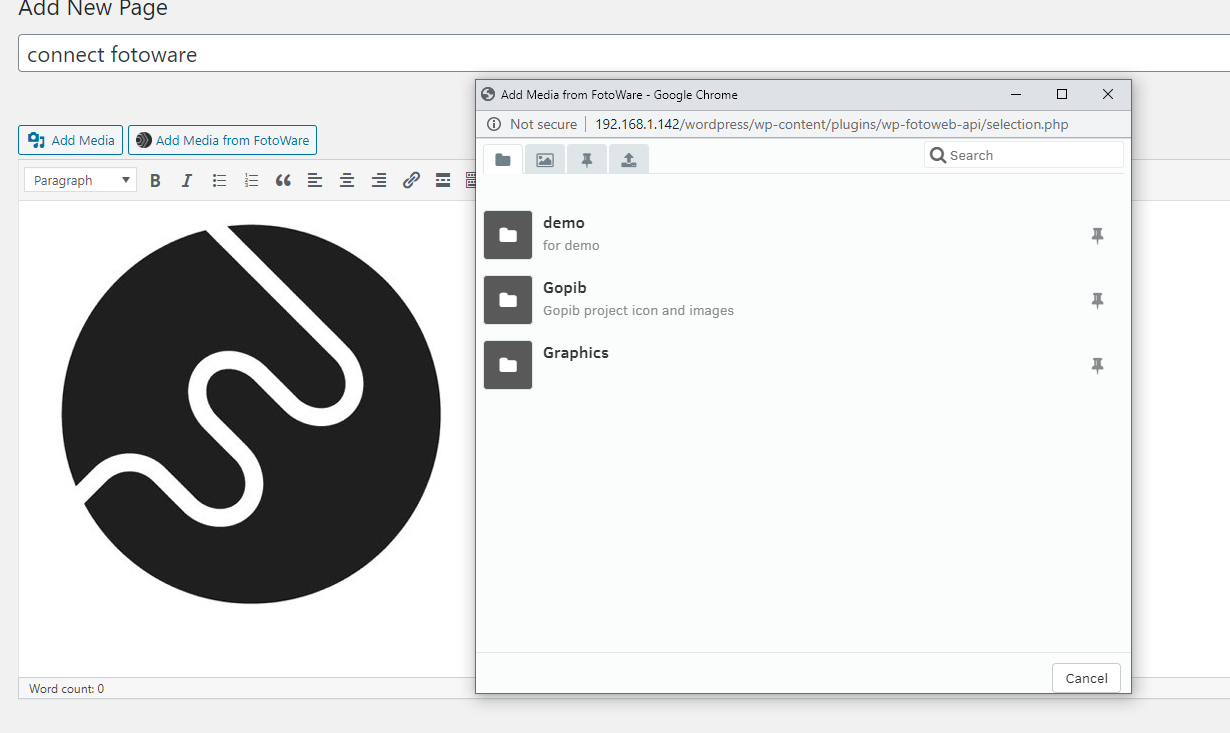 Add New Page
connect fotoware
Add Media
Add Media from FotoWare
Paragraph
B
I
Word count: 0
Add Media from FotoWare - Google Chrome
Not secure
192.168.1.142/wordpress/wp-content/plugins/wp-fotoweb-api/selection.php
Search
demo
for demo
Gopib
Gopib project icon and images
Graphics
Cancel